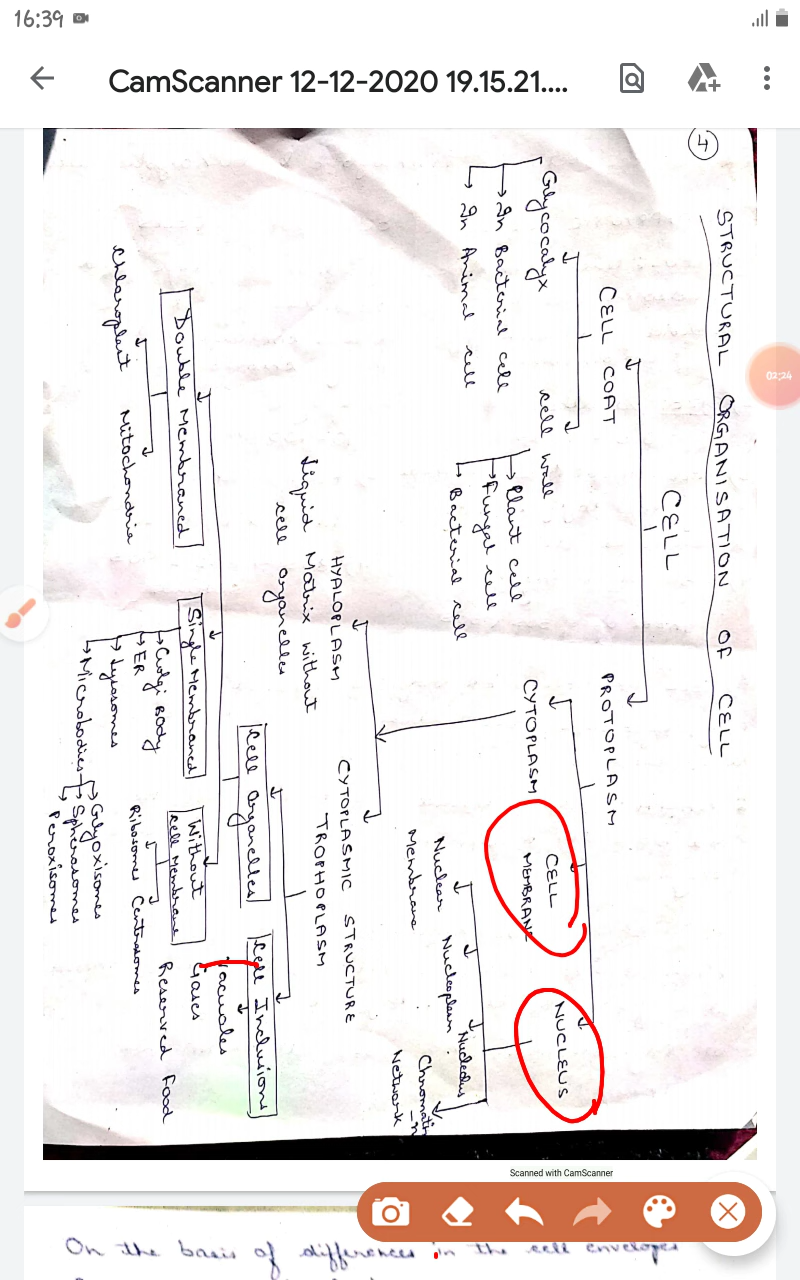 16:39
CamScanner 12-12-2020 19.15.21....
02:24
4
STRUCTURAL ORGANISATION OF CELL
CELL
CELL COAT
PROTOPLASM
Glycocalyx
cell wall
In Bacterial cell
In Animal cell
Plant cell
Fungal cell
Bacterial cell
CYTOPLASM
CELL MEMBRANE
NUCLEUS
Nuclear Membrane
Nucleoplasm
Nucleolus
Chromatin Network
HYALOPLASM
Liquid Matrix without
cell organelles
CYTOPLASMIC STRUCTURE
TROPHOPLASM
Cell Organelles
Cell Inclusions
Vacuoles
Gases
Reserved Food
Double Membraned
Single Membraned
Without
cell Membrane
Chloroplast
Mitochondria
Golgi Body
ER
Lysosomes
Microbodies
Glyoxisomes
Spherosomes
Peroxisomes
Ribosomes
Centrosomes
Scanned with CamScanner
On the basis of differences in the cell envelopes